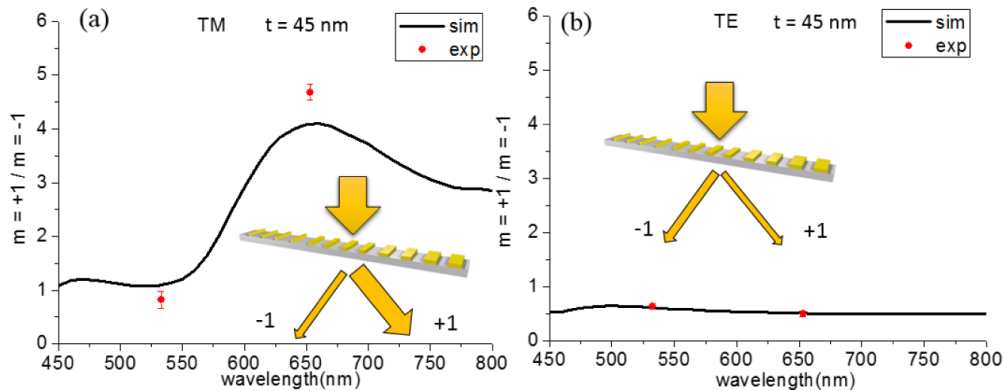 (a)
TM t = 45 nm
sim
exp
m = +1 / m = -1
6
5
4
3
2
1
0
-1
+1
450 500 550 600 650 700 750 800
wavelength(nm)
(b)
TE t = 45 nm
sim
exp
m = +1 / m = -1
6
5
4
3
2
1
0
-1
+1
450 500 550 600 650 700 750 800
wavelength(nm)